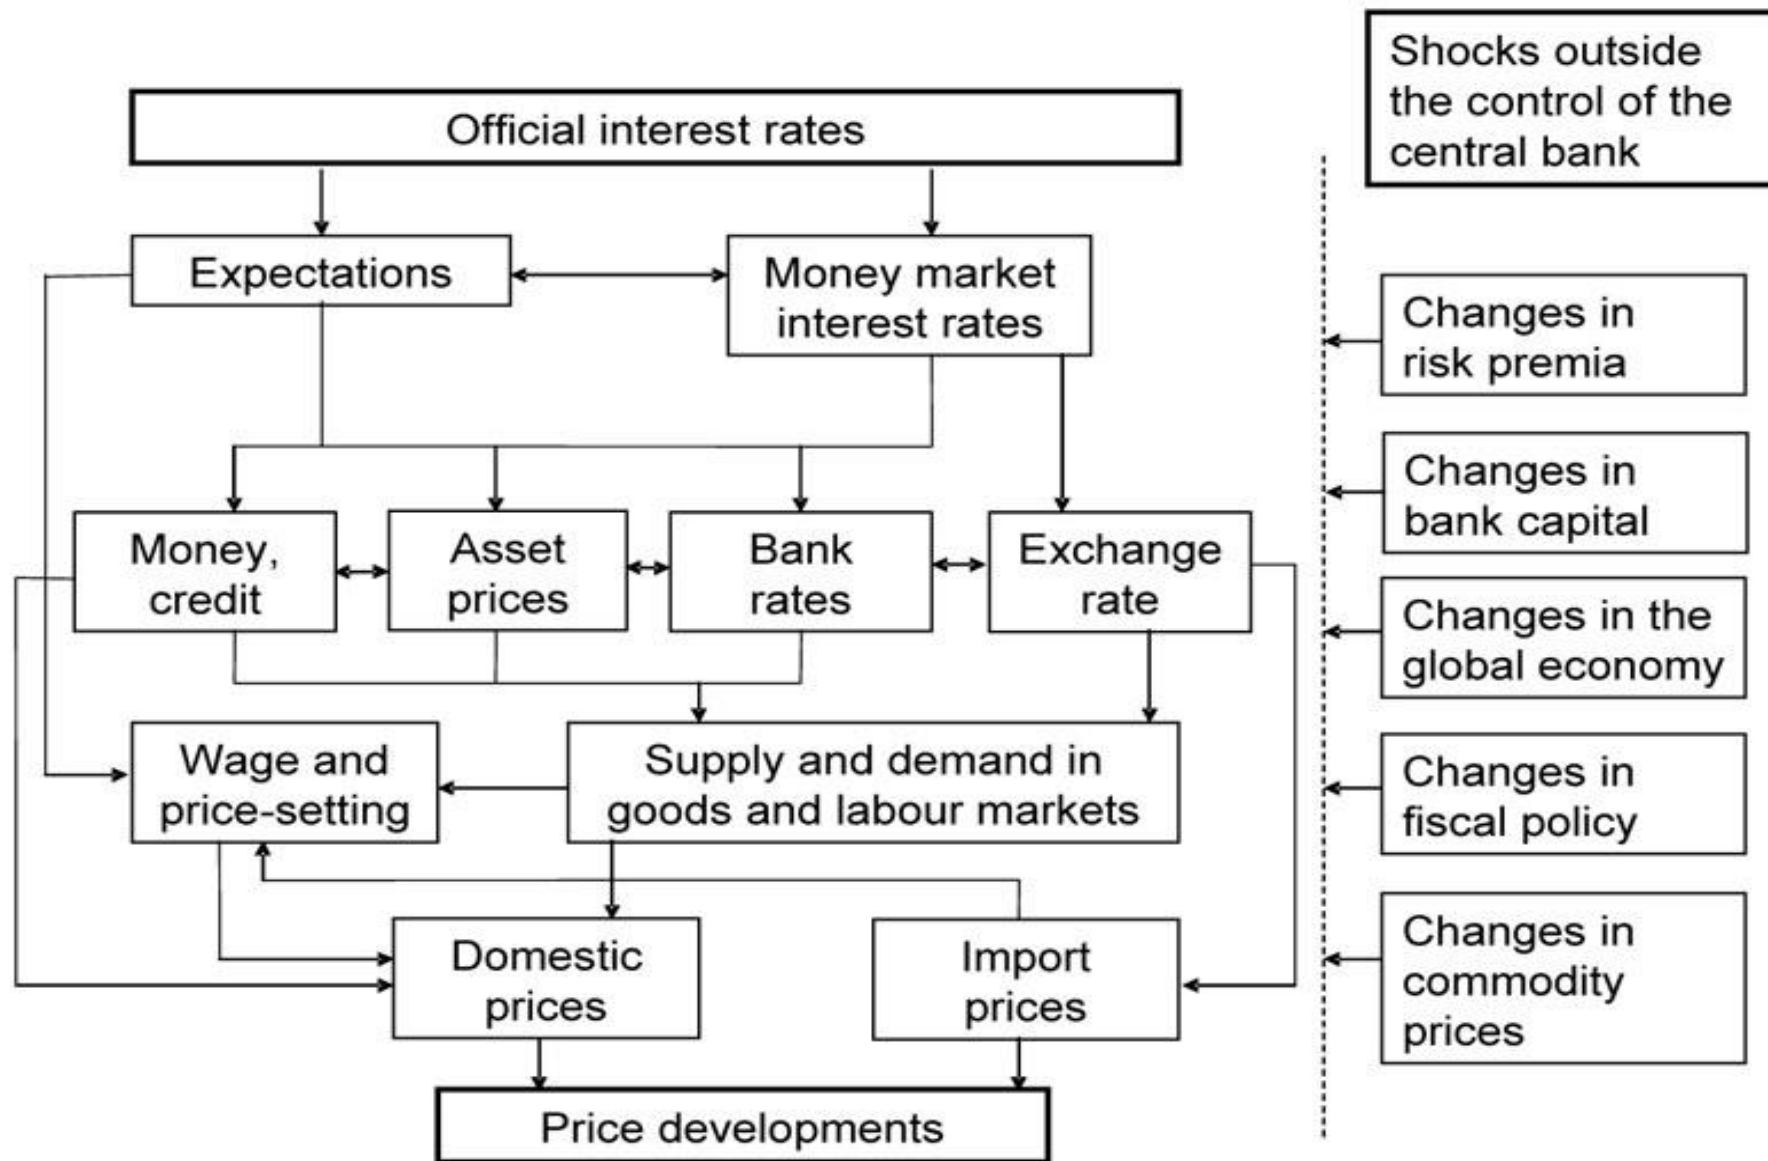 Official interest rates
Shocks outside
the control of the
central bank
Expectations
Money market
interest rates
Changes in
risk premia
Changes in
bank capital
Money,
credit
Asset
prices
Bank
rates
Exchange
rate
Changes in the
global economy
Wage and
price-setting
Supply and demand in
goods and labour markets
Changes in
fiscal policy
Domestic
prices
Import
prices
Changes in
commodity
prices
Price developments